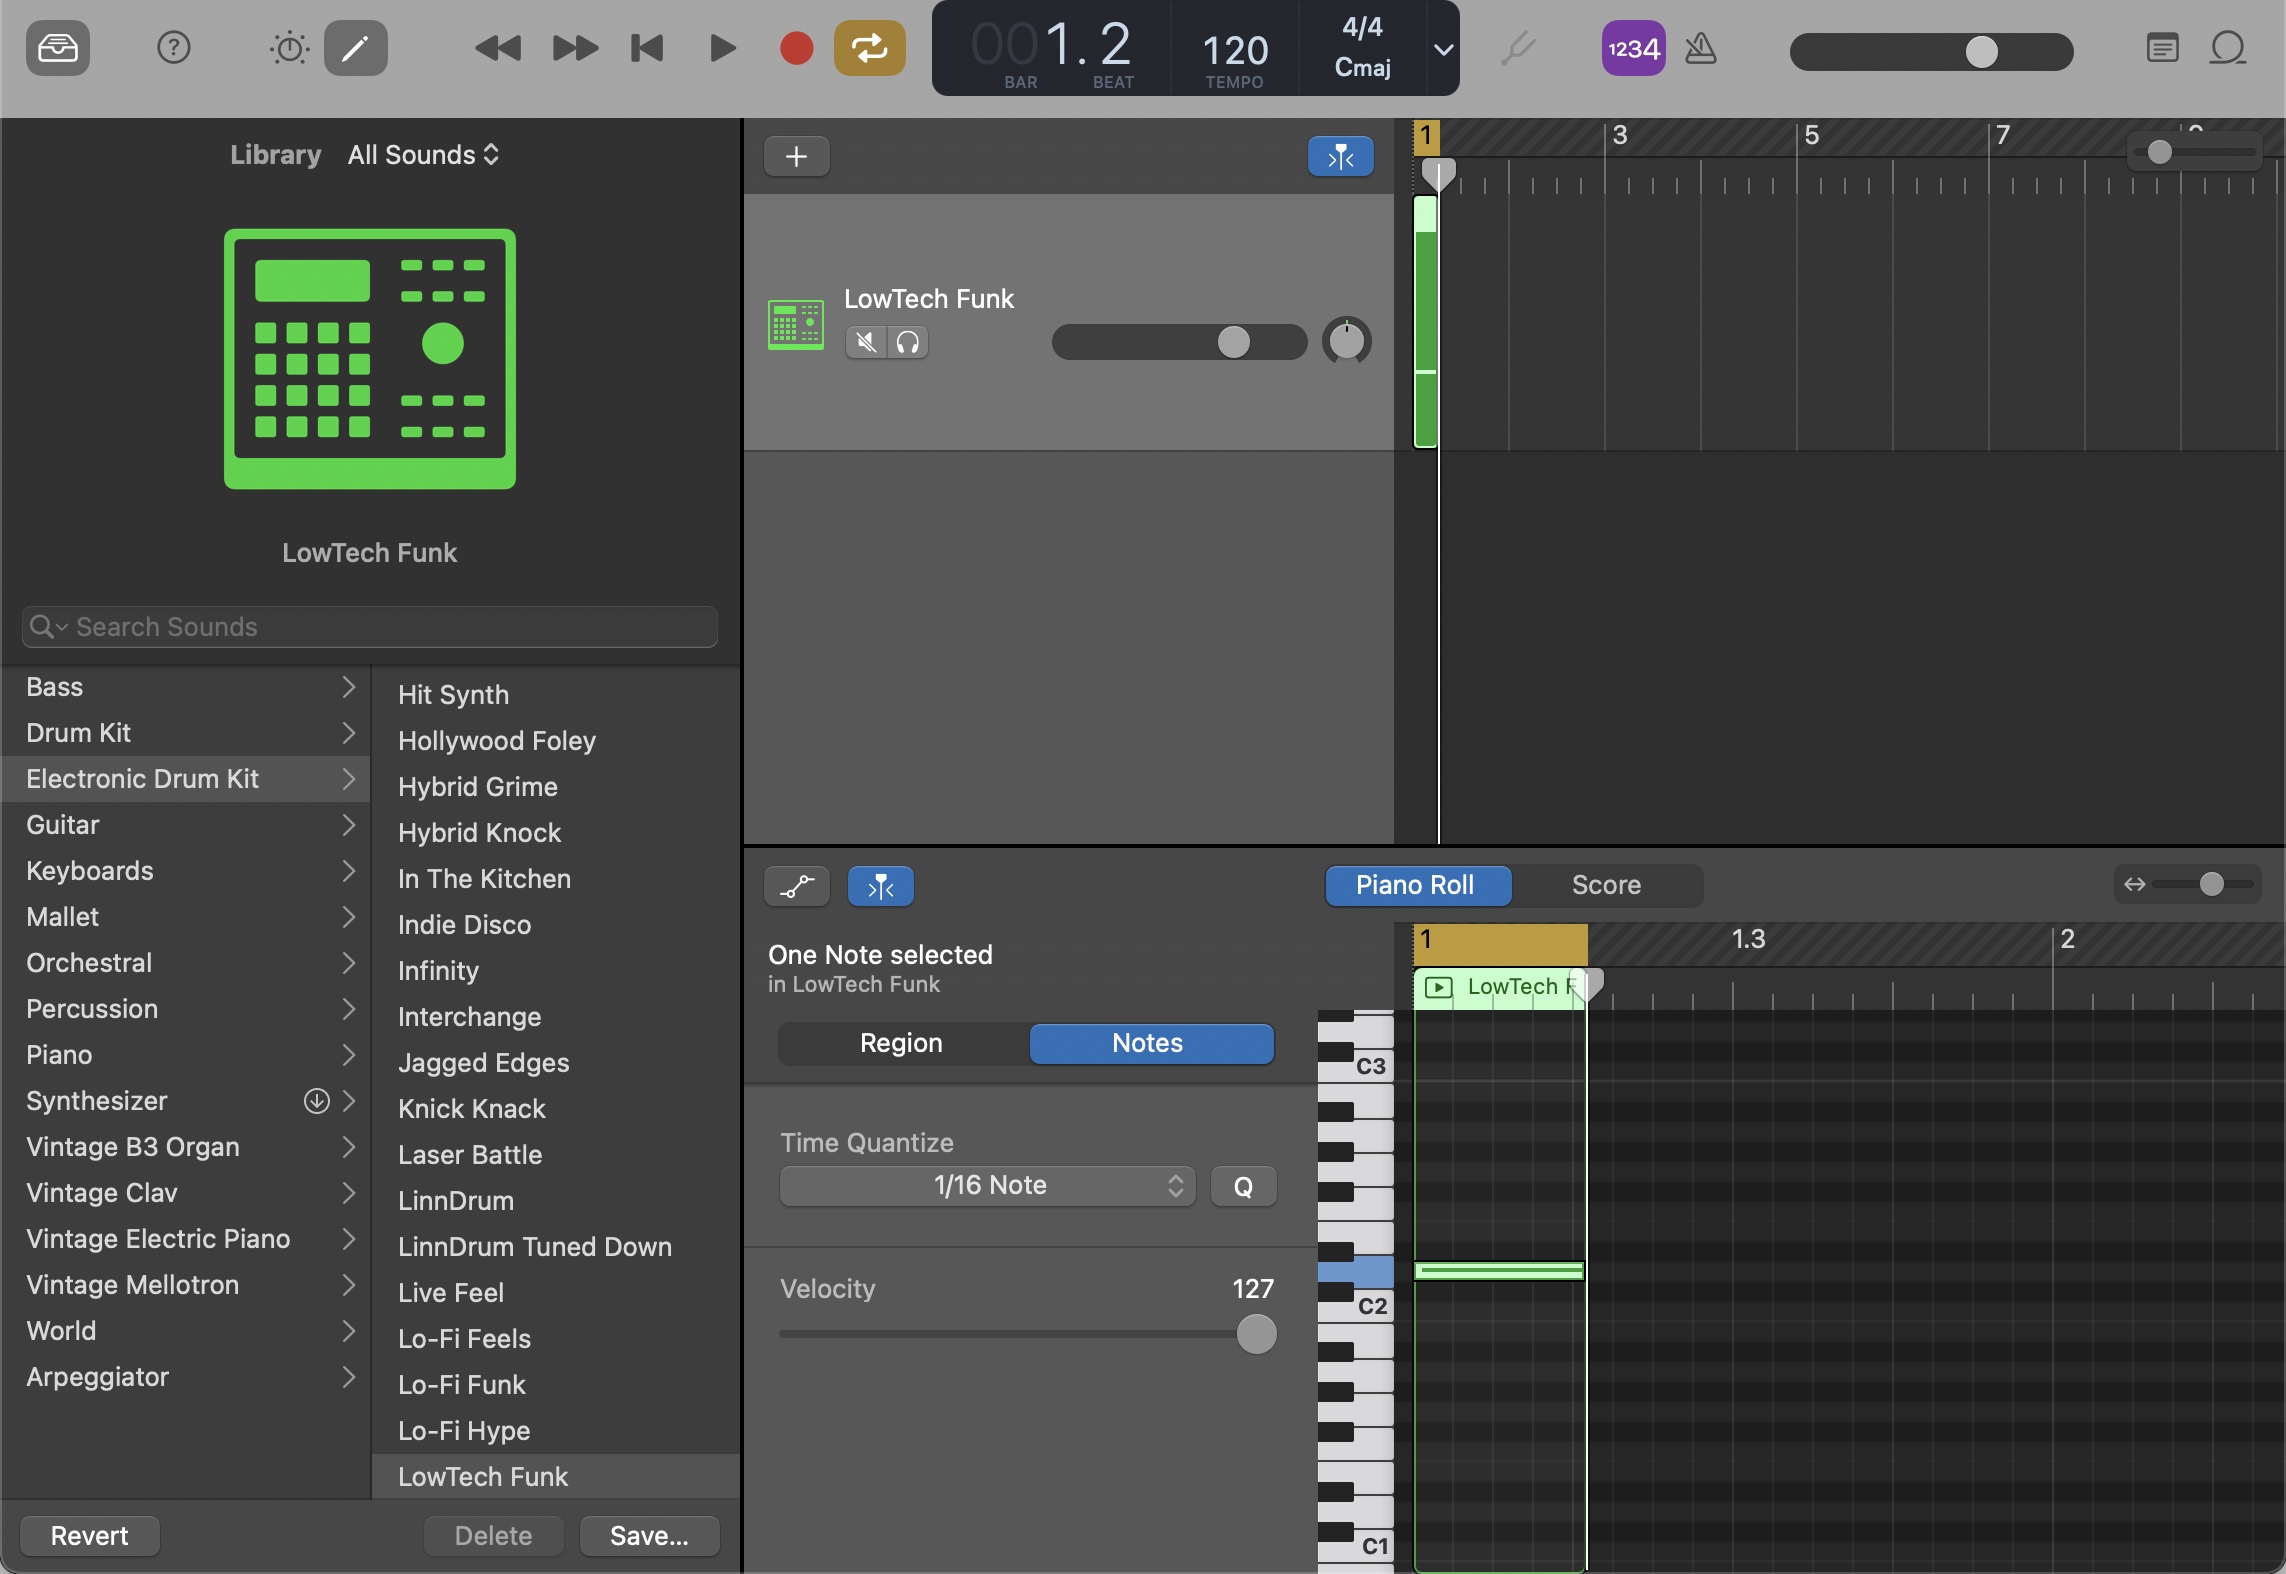 001.2
BAR BEAT
120
TEMPO
4/4
Cmaj
1234
Library All Sounds
LowTech Funk
Search Sounds
Bass
Drum Kit
Electronic Drum Kit
Guitar
Keyboards
Mallet
Orchestral
Percussion
Piano
Synthesizer
Vintage B3 Organ
Vintage Clav
Vintage Electric Piano
Vintage Mellotron
World
Arpeggiator
Hit Synth
Hollywood Foley
Hybrid Grime
Hybrid Knock
In The Kitchen
Indie Disco
Infinity
Interchange
Jagged Edges
Knick Knack
Laser Battle
LinnDrum
LinnDrum Tuned Down
Live Feel
Lo-Fi Feels
Lo-Fi Funk
Lo-Fi Hype
LowTech Funk
Revert
Delete
Save...
LowTech Funk
1 3 5 7
Piano Roll Score
One Note selected
in LowTech Funk
Region Notes
Time Quantize
1/16 Note
Q
Velocity 127
1 1.3 2
LowTech F
C3
C2
C1